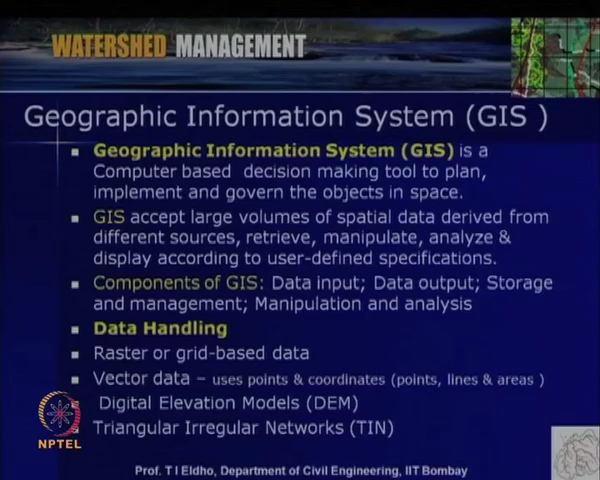 WATERSHED MANAGEMENT
Geographic Information System (GIS )
Geographic Information System (GIS) is a
Computer based decision making tool to plan,
implement and govern the objects in space.
GIS accept large volumes of spatial data derived from
different sources, retrieve, manipulate, analyze &
display according to user-defined specifications.
Components of GIS: Data input; Data output; Storage
and management; Manipulation and analysis
Data Handling
Raster or grid-based data
Vector data – uses points & coordinates (points, lines & areas )
Digital Elevation Models (DEM)
Triangular Irregular Networks (TIN)
NPTEL
Prof. T I Eldho, Department of Civil Engineering, IIT Bombay